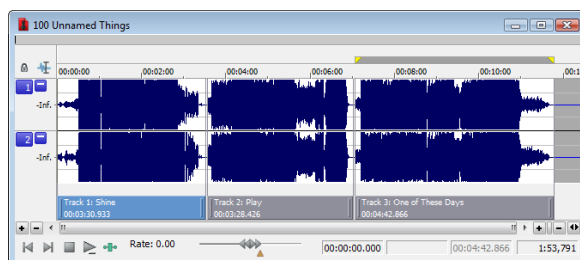 100 Unnamed Things
00:00:00 00:02:00 00:04:00 00:06:00 00:08:00 00:10:00 00:1
1
-Inf.
2
-Inf.
Track 1: Shine Track 2: Play Track 3: One of These Days
00:03:30.933 00:03:28.426 00:04:42.866
Rate: 0.00 00:00:00.000 00:04:42.866 1:53,791